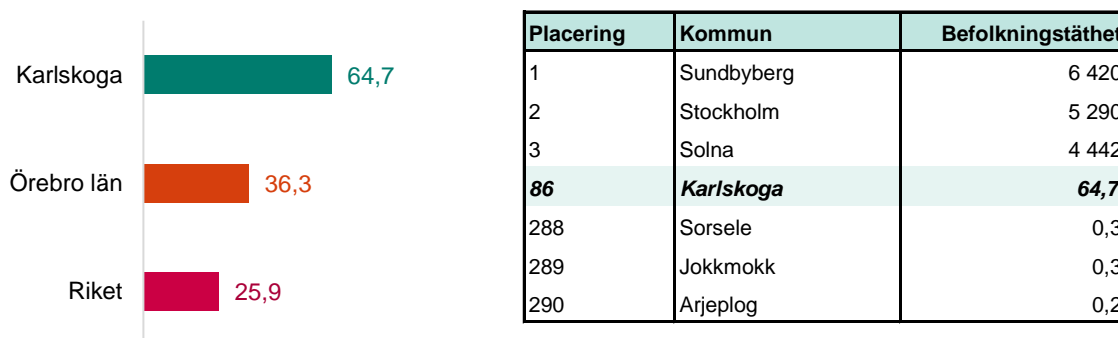 Karlskoga 64,7
Örebro län 36,3
Riket 25,9
Placering Kommun Befolkningstäthet
1 Sundbyberg 6 420
2 Stockholm 5 290
3 Solna 4 442
86 Karlskoga 64,7
288 Sorsele 0,3
289 Jokkmokk 0,3
290 Arjeplog 0,2